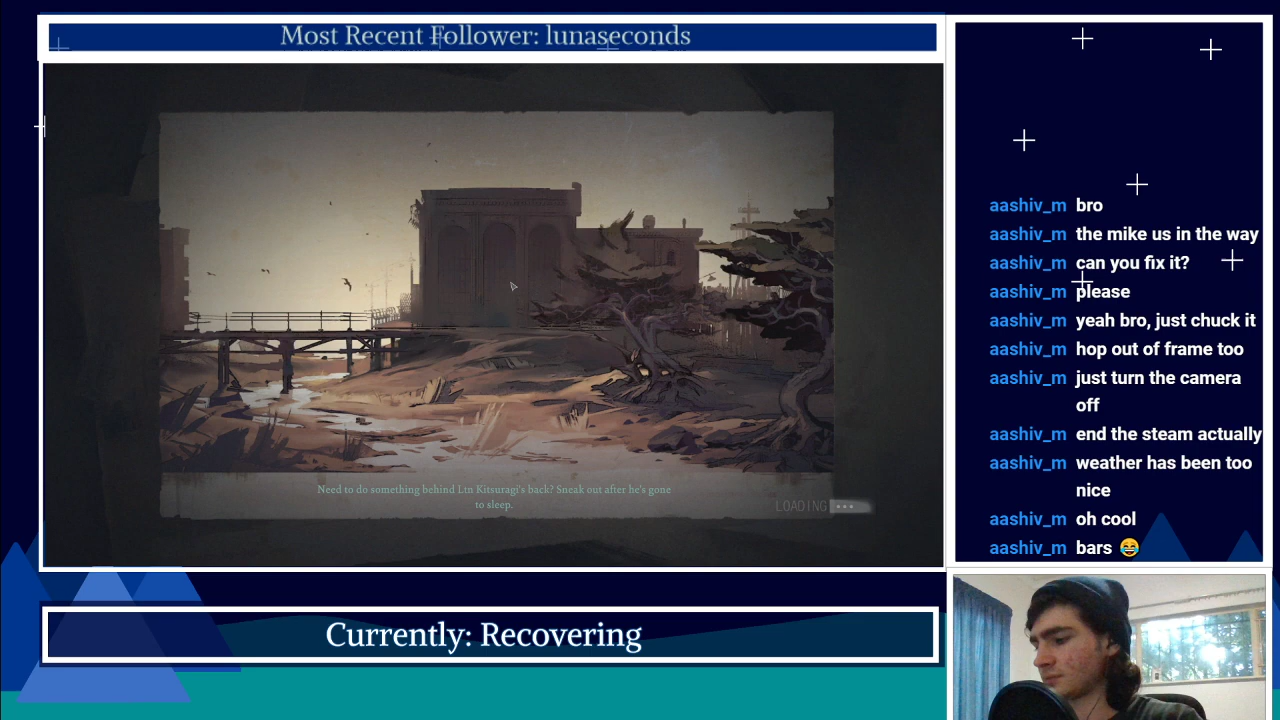 Most Recent Follower: lunaseconds
Need to do something behind Ltn Kitsuragi's back? Sneak out after he's gone
to sleep.
LOADING
aashiv_m bro
aashiv_m the mike us in the way
aashiv_m can you fix it?
aashiv_m please
aashiv_m yeah bro, just chuck it
aashiv_m hop out of frame too
aashiv_m just turn the camera
off
aashiv_m end the steam actually
aashiv_m weather has been too
nice
aashiv_m oh cool
aashiv_m bars 😂
Currently: Recovering